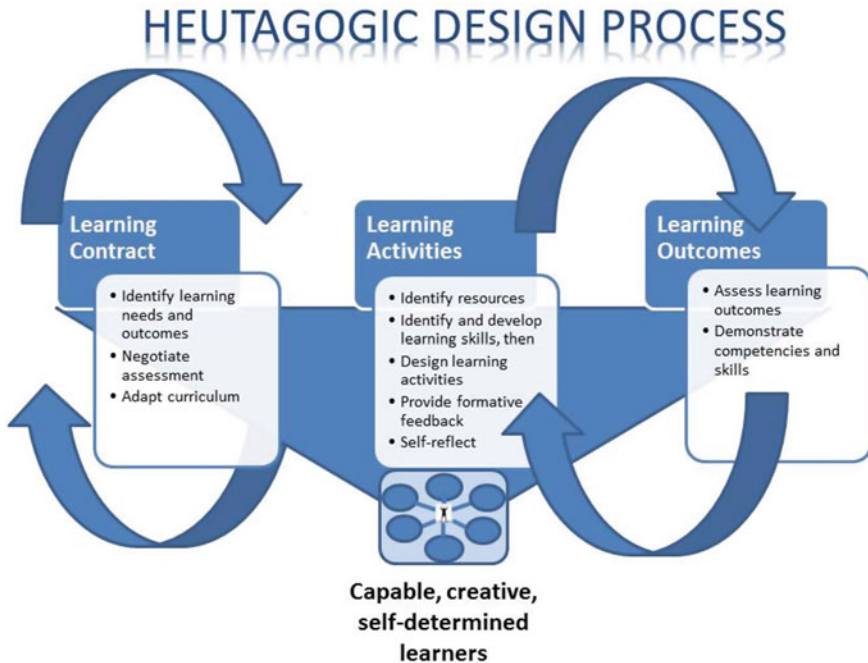 HEUTAGOGIC DESIGN PROCESS
Learning
Contract
• Identify learning
needs and
outcomes
• Negotiate
assessment
• Adapt curriculum
Learning
Activities
• Identify resources
• Identify and develop
learning skills, then
• Design learning
activities
• Provide formative
feedback
• Self-reflect
Learning
Outcomes
• Assess learning
outcomes
• Demonstrate
competencies and
skills
Capable, creative,
self-determined
learners